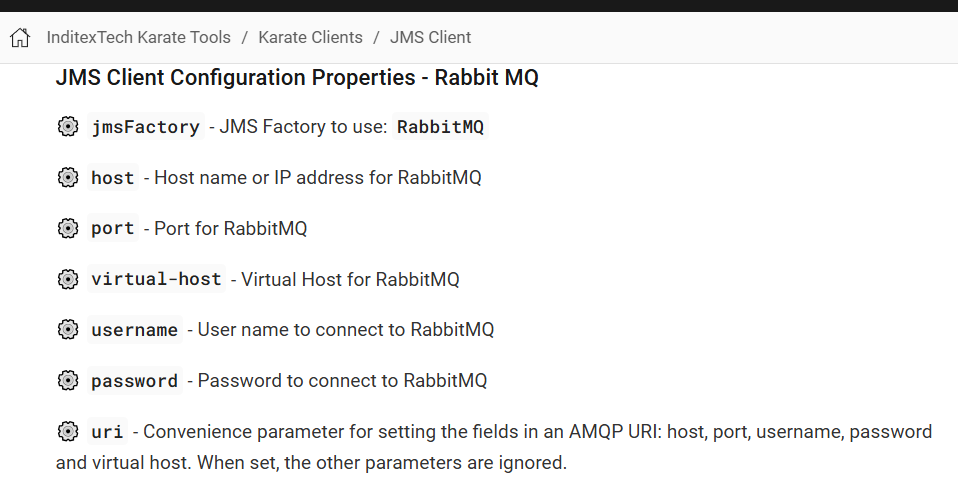 InditexTech Karate Tools / Karate Clients / JMS Client
JMS Client Configuration Properties - Rabbit MQ
jmsFactory - JMS Factory to use: RabbitMQ
host - Host name or IP address for RabbitMQ
port - Port for RabbitMQ
virtual-host - Virtual Host for RabbitMQ
username - User name to connect to RabbitMQ
password - Password to connect to RabbitMQ
uri - Convenience parameter for setting the fields in an AMQP URI: host, port, username, password
and virtual host. When set, the other parameters are ignored.